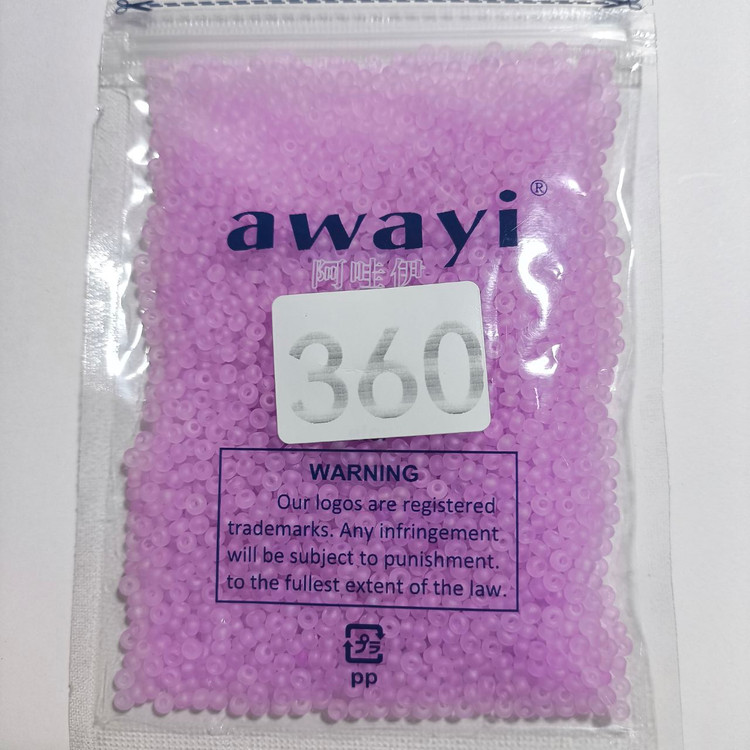 awayi®
阿哇伊
360
WARNING
Our logos are registered
trademarks. Any infringement
will be subject to punishment.
to the fullest extent of the law.
プラ
pp